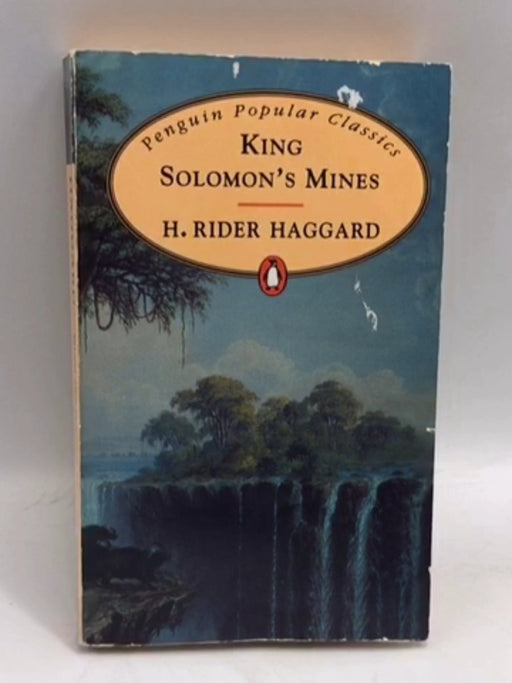 Penguin Popular Classics
KING
SOLOMON'S MINES
H. RIDER HAGGARD